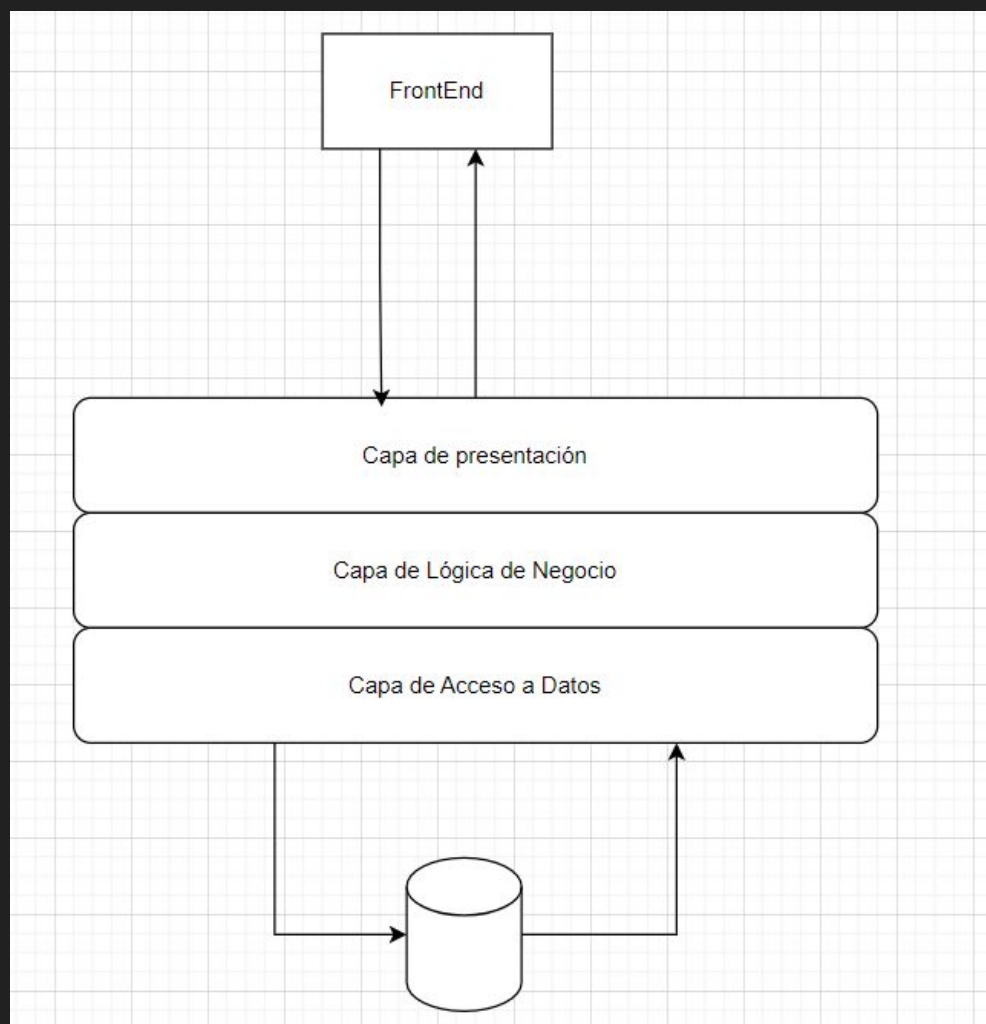 FrontEnd
Capa de presentación
Capa de Lógica de Negocio
Capa de Acceso a Datos